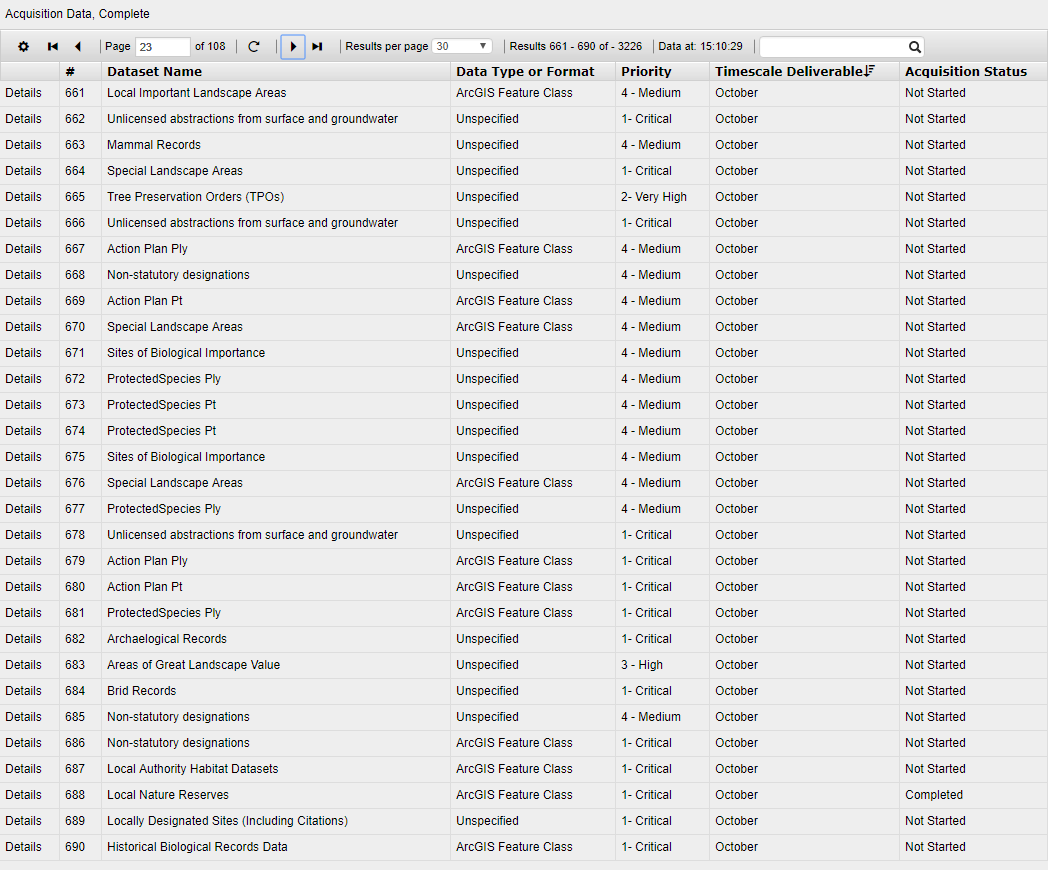 Acquisition Data, Complete
Page 23 of 108 Results per page 30 Results 661 - 690 of - 3226 Data at: 15:10:29
# Dataset Name Data Type or Format Priority Timescale Deliverable Acquisition Status
Details 661 Local Important Landscape Areas ArcGIS Feature Class 4 - Medium October Not Started
Details 662 Unlicensed abstractions from surface and groundwater Unspecified 1- Critical October Not Started
Details 663 Mammal Records Unspecified 4 - Medium October Not Started
Details 664 Special Landscape Areas Unspecified 1- Critical October Not Started
Details 665 Tree Preservation Orders (TPOs) Unspecified 2- Very High October Not Started
Details 666 Unlicensed abstractions from surface and groundwater Unspecified 1- Critical October Not Started
Details 667 Action Plan Ply ArcGIS Feature Class 4 - Medium October Not Started
Details 668 Non-statutory designations Unspecified 4 - Medium October Not Started
Details 669 Action Plan Pt ArcGIS Feature Class 4 - Medium October Not Started
Details 670 Special Landscape Areas ArcGIS Feature Class 4 - Medium October Not Started
Details 671 Sites of Biological Importance Unspecified 4 - Medium October Not Started
Details 672 ProtectedSpecies Ply Unspecified 4 - Medium October Not Started
Details 673 ProtectedSpecies Pt Unspecified 4 - Medium October Not Started
Details 674 ProtectedSpecies Pt Unspecified 4 - Medium October Not Started
Details 675 Sites of Biological Importance Unspecified 4 - Medium October Not Started
Details 676 Special Landscape Areas ArcGIS Feature Class 4 - Medium October Not Started
Details 677 ProtectedSpecies Ply Unspecified 4 - Medium October Not Started
Details 678 Unlicensed abstractions from surface and groundwater Unspecified 1- Critical October Not Started
Details 679 Action Plan Ply ArcGIS Feature Class 1- Critical October Not Started
Details 680 Action Plan Pt ArcGIS Feature Class 1- Critical October Not Started
Details 681 ProtectedSpecies Ply ArcGIS Feature Class 1- Critical October Not Started
Details 682 Archaelogical Records Unspecified 1- Critical October Not Started
Details 683 Areas of Great Landscape Value Unspecified 3 - High October Not Started
Details 684 Brid Records Unspecified 1- Critical October Not Started
Details 685 Non-statutory designations Unspecified 4 - Medium October Not Started
Details 686 Non-statutory designations ArcGIS Feature Class 1- Critical October Not Started
Details 687 Local Authority Habitat Datasets ArcGIS Feature Class 1- Critical October Not Started
Details 688 Local Nature Reserves ArcGIS Feature Class 1- Critical October Completed
Details 689 Locally Designated Sites (Including Citations) Unspecified 1- Critical October Not Started
Details 690 Historical Biological Records Data ArcGIS Feature Class 1- Critical October Not Started